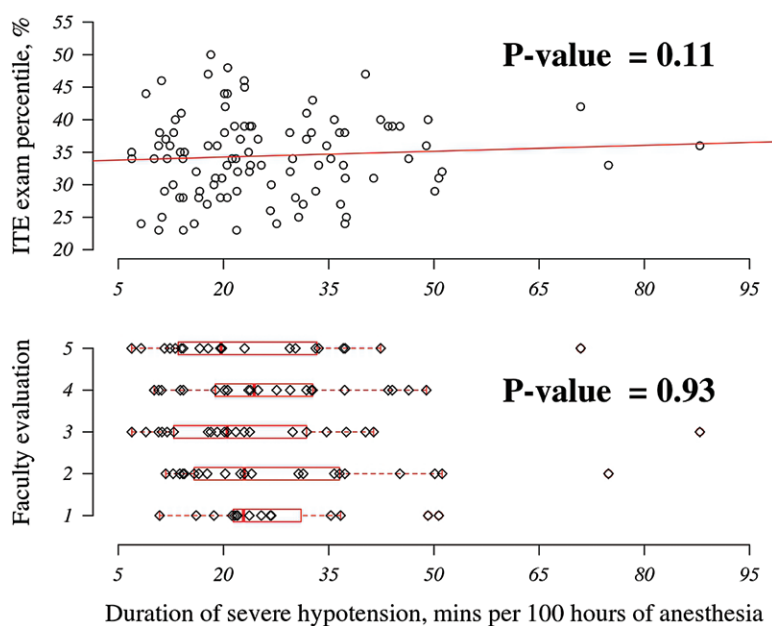 55
50
45
40
35
30
25
20
ITE exam percentile, %
P-value = 0.11
5 20 35 50 65 80 95
5
4
3
2
1
Faculty evaluation
P-value = 0.93
5 20 35 50 65 80 95
Duration of severe hypotension, mins per 100 hours of anesthesia